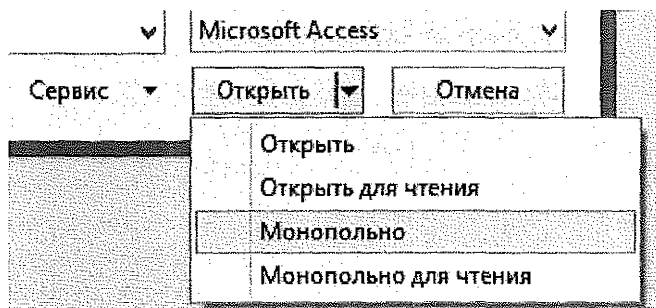 Microsoft Access
Сервис Открыть Отмена
Открыть
Открыть для чтения
Монопольно
Монопольно для чтения